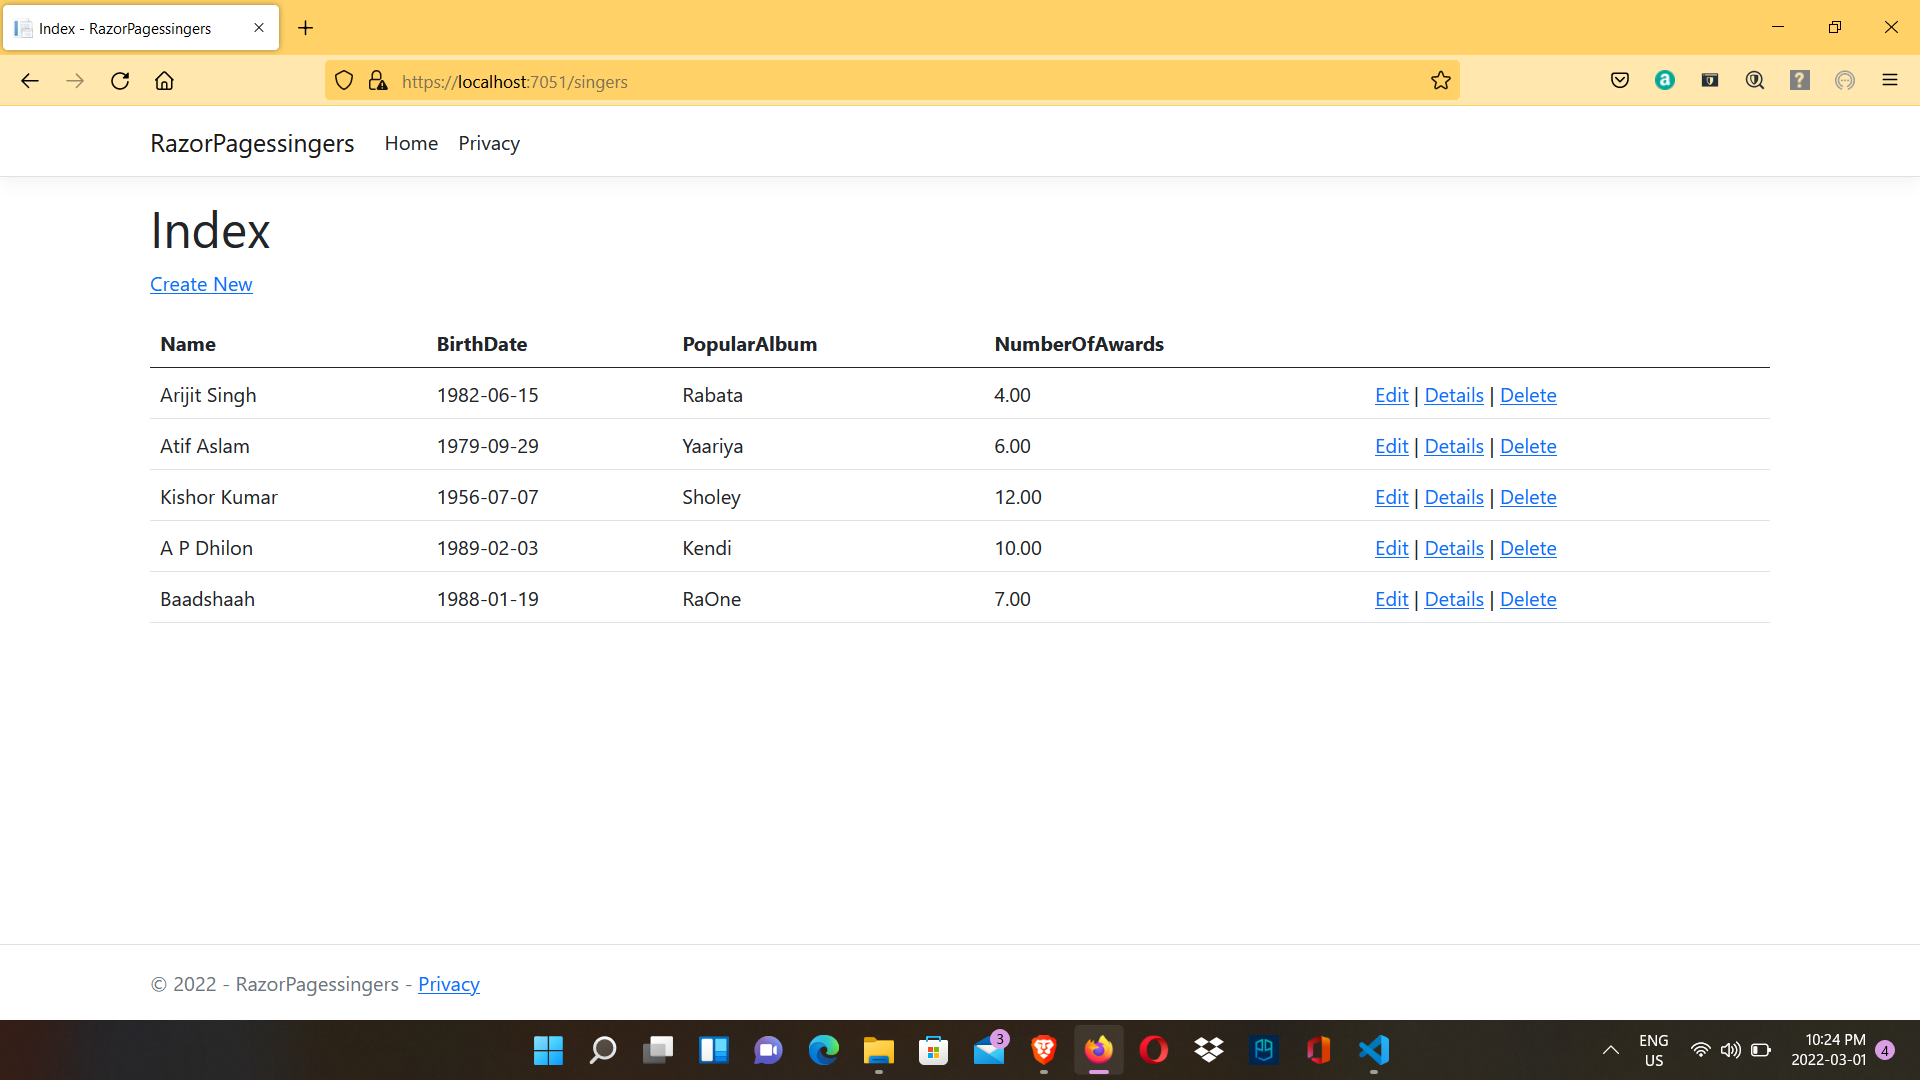 Index - RazorPagessingers
https://localhost:7051/singers
RazorPagessingers Home Privacy
Index
Create New
Name BirthDate PopularAlbum NumberOfAwards
Arijit Singh 1982-06-15 Rabata 4.00 Edit | Details | Delete
Atif Aslam 1979-09-29 Yaariya 6.00 Edit | Details | Delete
Kishor Kumar 1956-07-07 Sholey 12.00 Edit | Details | Delete
A P Dhilon 1989-02-03 Kendi 10.00 Edit | Details | Delete
Baadshaah 1988-01-19 RaOne 7.00 Edit | Details | Delete
© 2022 - RazorPagessingers - Privacy
3
ENG
US
10:24 PM
2022-03-01
4